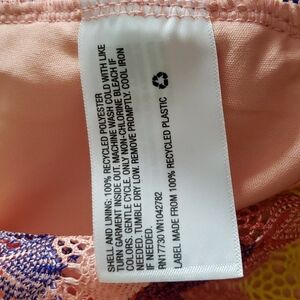 SHELL AND LINING: 100% RECYCLED POLYESTER
TURN GARMENT INSIDE OUT. MACHINE WASH COLD WITH LIKE
COLORS, GENTLE CYCLE. ONLY NON-CHLORINE BLEACH IF
NEEDED. TUMBLE DRY LOW. REMOVE PROMPTLY. COOL IRON
IF NEEDED.
RN17730 VN1042782
LABEL MADE FROM 100% RECYCLED PLASTIC